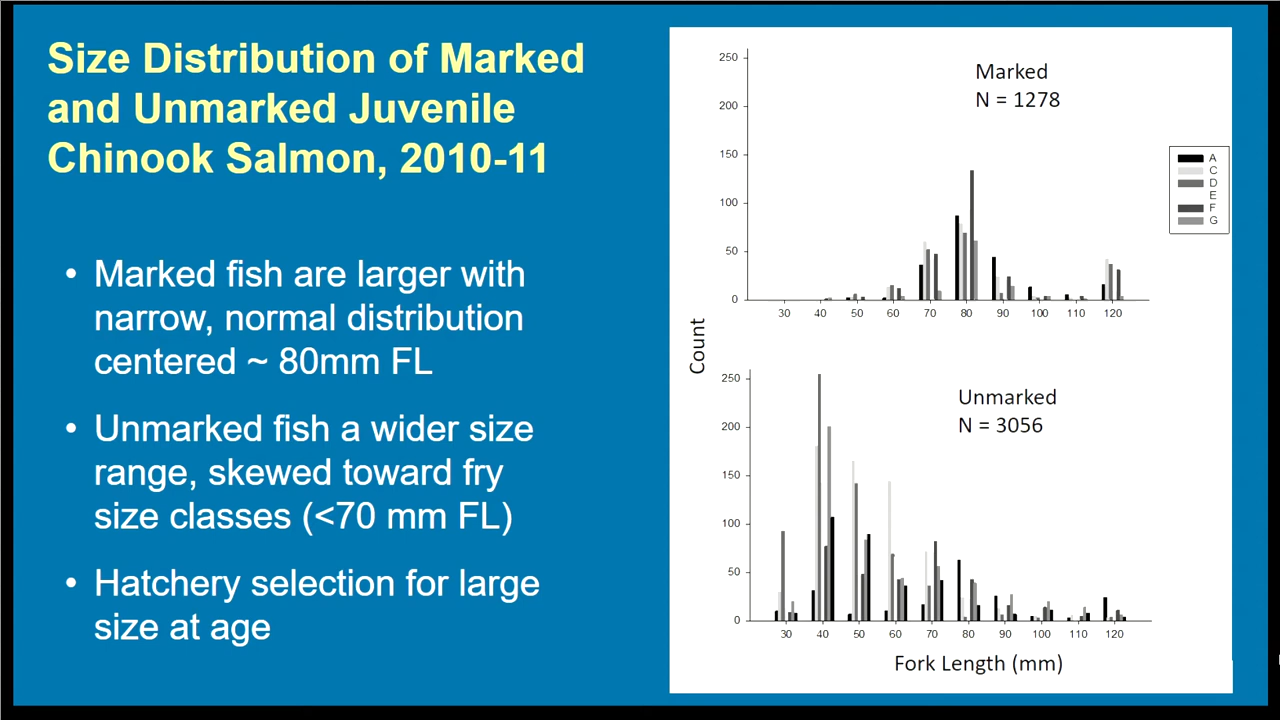 Size Distribution of Marked
and Unmarked Juvenile
Chinook Salmon, 2010-11
• Marked fish are larger with
narrow, normal distribution
centered ~ 80mm FL
• Unmarked fish a wider size
range, skewed toward fry
size classes (<70 mm FL)
• Hatchery selection for large
size at age
Count
250
200
150
100
50
0
30 40 50 60 70 80 90 100 110 120
Marked
N = 1278
A
C
D
E
F
G
250
200
150
100
50
0
30 40 50 60 70 80 90 100 110 120
Unmarked
N = 3056
Fork Length (mm)